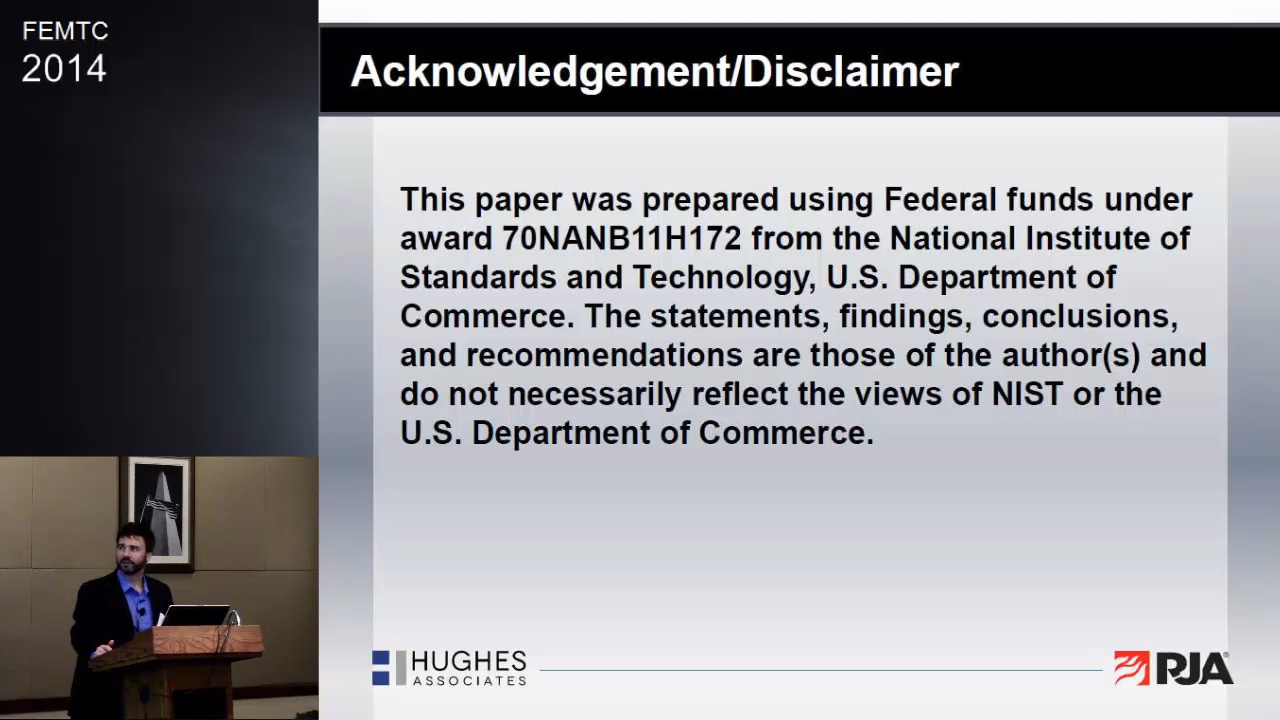 FEMTC
2014
Acknowledgement/Disclaimer
This paper was prepared using Federal funds under
award 70NANB11H172 from the National Institute of
Standards and Technology, U.S. Department of
Commerce. The statements, findings, conclusions,
and recommendations are those of the author(s) and
do not necessarily reflect the views of NIST or the
U.S. Department of Commerce.
HUGHES
ASSOCIATES
RJA®